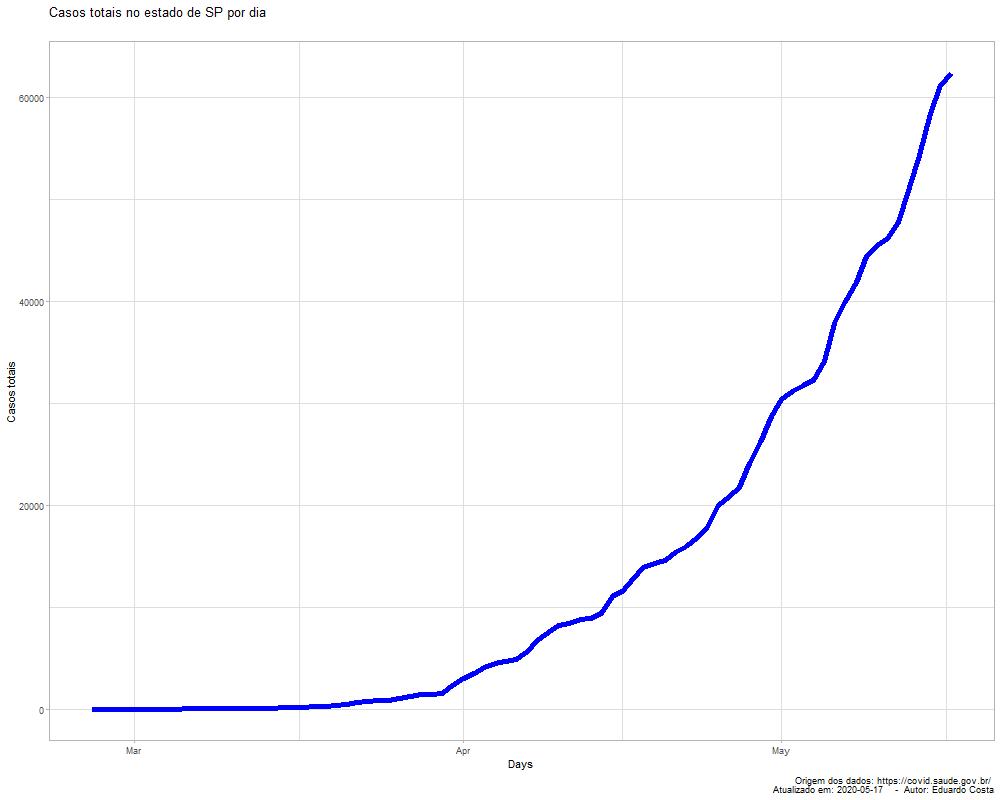 Casos totais no estado de SP por dia
60000
40000
20000
0
Casos totais
Mar Apr May
Days
Origem dos dados: https://covid.saude.gov.br/
Atualizado em: 2020-05-17 - Autor: Eduardo Costa